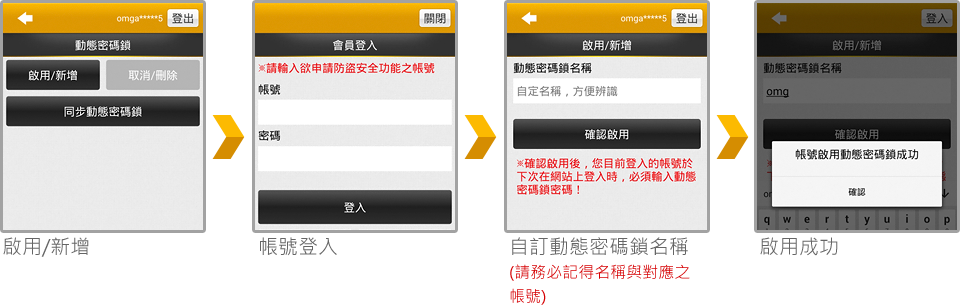 omga*****5 登出
動態密碼鎖
啟用/新增 取消/刪除
同步動態密碼鎖
啟用/新增
關閉
會員登入
※請輸入欲申請防盜安全功能之帳號
帳號
密碼
登入
帳號登入
omga*****5 登出
啟用/新增
動態密碼鎖名稱
自定名稱，方便辨識
確認啟用
※確認啟用後，您目前登入的帳號於
下次在網站上登入時，必須輸入動態
密碼鎖密碼！
自訂動態密碼鎖名稱
(請務必記得名稱與對應之
帳號)
登入
啟用/新增
動態密碼鎖名稱
omg
確認啟用
帳號啟用動態密碼鎖成功
確認
q w e r t y u i o p
啟用成功